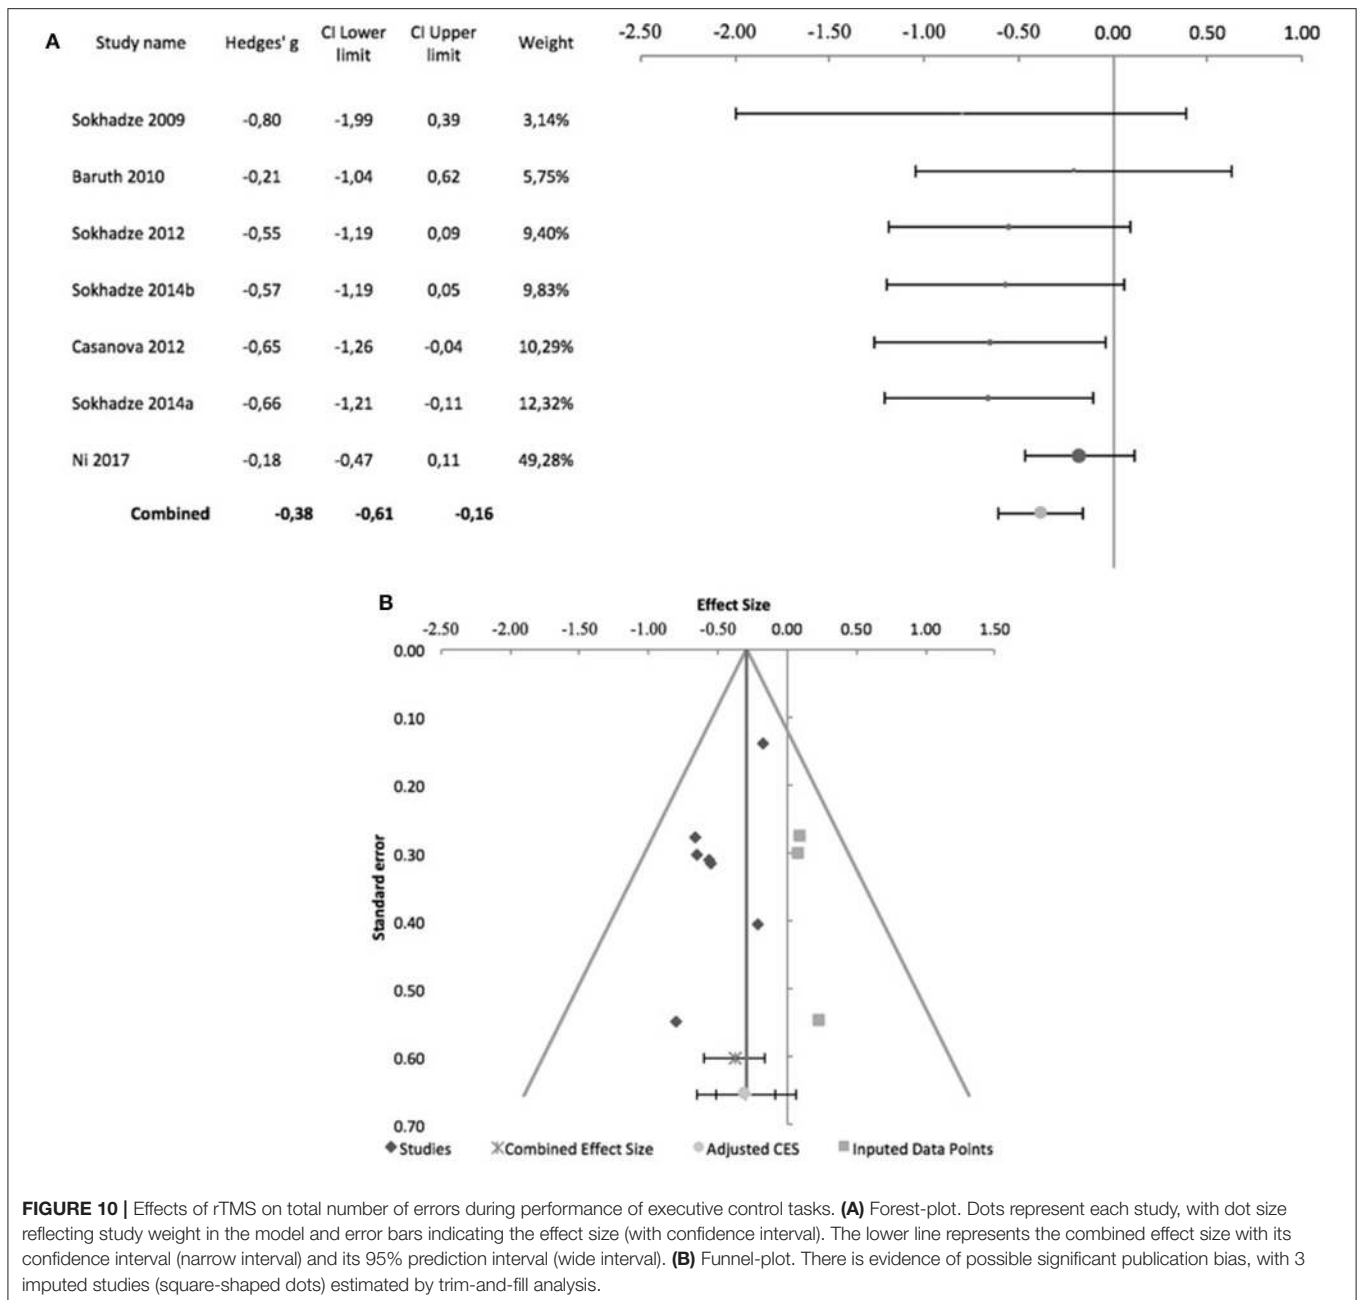 A
Study name Hedges' g CI Lower limit CI Upper limit Weight
-2.50 -2.00 -1.50 -1.00 -0.50 0.00 0.50 1.00
Sokhadze 2009 -0,80 -1,99 0,39 3,14%
Baruth 2010 -0,21 -1,04 0,62 5,75%
Sokhadze 2012 -0,55 -1,19 0,09 9,40%
Sokhadze 2014b -0,57 -1,19 0,05 9,83%
Casanova 2012 -0,65 -1,26 -0,04 10,29%
Sokhadze 2014a -0,66 -1,21 -0,11 12,32%
Ni 2017 -0,18 -0,47 0,11 49,28%
Combined -0,38 -0,61 -0,16
B
Effect Size
-2.50 -2.00 -1.50 -1.00 -0.50 0.00 0.50 1.00 1.50
Standard error
0.00
0.10
0.20
0.30
0.40
0.50
0.60
0.70
Studies Combined Effect Size Adjusted CES Inputed Data Points
FIGURE 10 | Effects of rTMS on total number of errors during performance of executive control tasks. (A) Forest-plot. Dots represent each study, with dot size
reflecting study weight in the model and error bars indicating the effect size (with confidence interval). The lower line represents the combined effect size with its
confidence interval (narrow interval) and its 95% prediction interval (wide interval). (B) Funnel-plot. There is evidence of possible significant publication bias, with 3
imputed studies (square-shaped dots) estimated by trim-and-fill analysis.